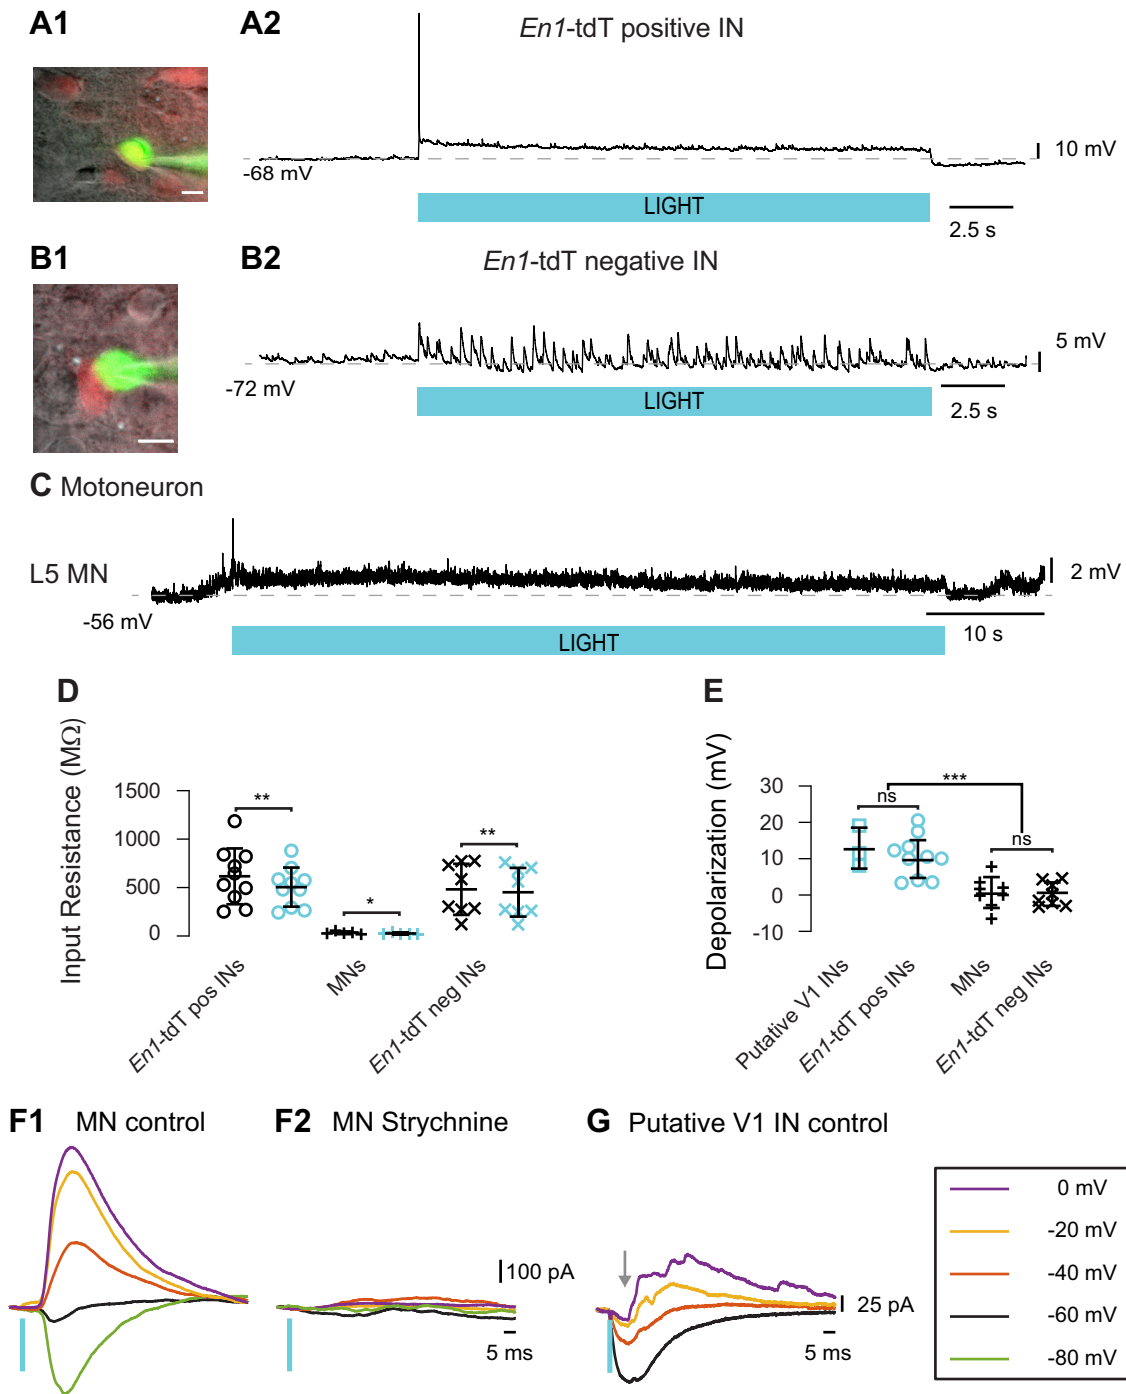 A1
A2
En1-tdT positive IN
10 mV
-68 mV
LIGHT
2.5 s
B1
B2
En1-tdT negative IN
5 mV
-72 mV
LIGHT
2.5 s
C Motoneuron
L5 MN
2 mV
-56 mV
10 s
LIGHT
D
Input Resistance (MΩ)
1500
1000
500
0
**
*
**
En1-tdT pos INs
MNs
En1-tdT neg INs
E
Depolarization (mV)
30
20
10
0
-10
***
ns
ns
Putative V1 INs
En1-tdT pos INs
MNs
En1-tdT neg INs
F1 MN control
F2 MN Strychnine
100 pA
5 ms
G Putative V1 IN control
25 pA
5 ms
0 mV
-20 mV
-40 mV
-60 mV
-80 mV